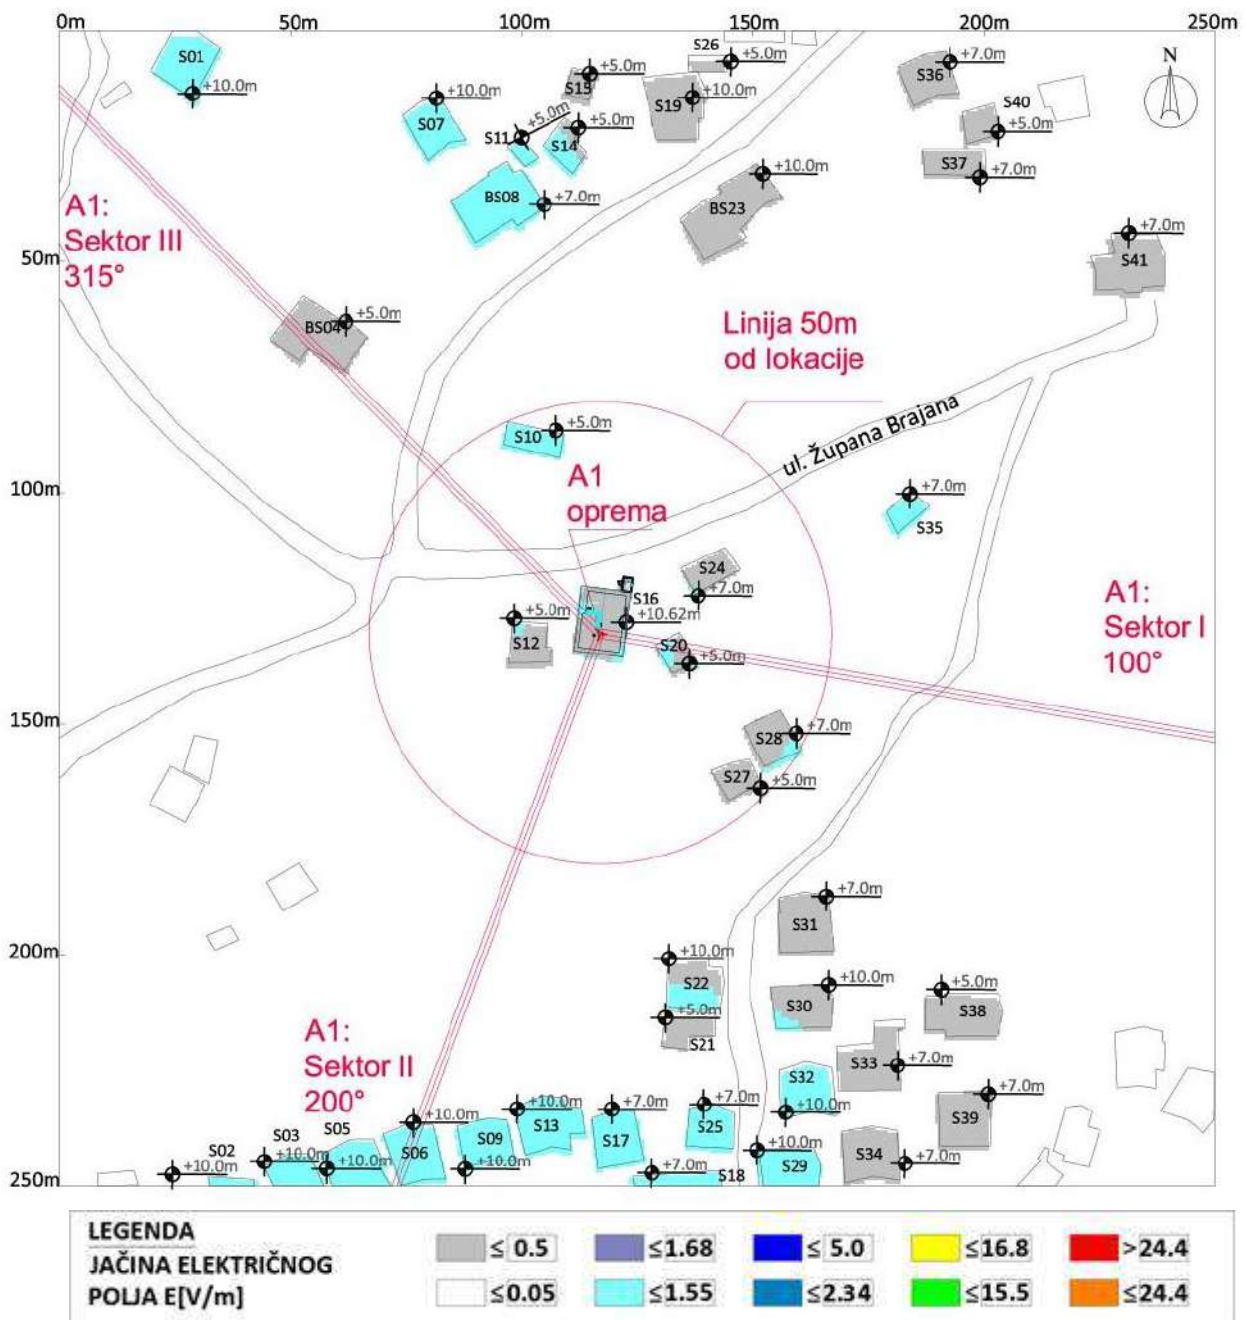 0m
50m
100m
150m
200m
250m
S01
+10.0m
S07
+10.0m
S11
+5.0m
S15
+5.0m
S14
+5.0m
BS08
+7.0m
S26
+5.0m
S19
+10.0m
BS23
+10.0m
S36
+7.0m
S40
+5.0m
S37
+7.0m
N
A1:
Sektor III
315°
50m
BS04
+5.0m
S41
+7.0m
Linija 50m
od lokacije
ul. Župana Brajana
S10
+5.0m
A1
oprema
100m
S35
+7.0m
S24
+7.0m
S16
+10.62m
S12
+5.0m
S20
+5.0m
A1:
Sektor I
100°
150m
S28
+7.0m
S27
+5.0m
S31
+7.0m
200m
S22
+10.0m
S21
+5.0m
S30
+10.0m
S38
+5.0m
S33
+7.0m
A1:
Sektor II
200°
S32
+10.0m
S39
+7.0m
S02
+10.0m
S03
+10.0m
S05
+10.0m
S06
+10.0m
S09
+10.0m
S13
+10.0m
S17
+7.0m
S25
+7.0m
S18
+7.0m
S29
+10.0m
S34
+7.0m
250m
LEGENDA
JAČINA ELEKTRIČNOG
POLJA E[V/m]
≤ 0.5
≤1.68
≤ 5.0
≤16.8
>24.4
≤0.05
≤1.55
≤2.34
≤15.5
≤24.4